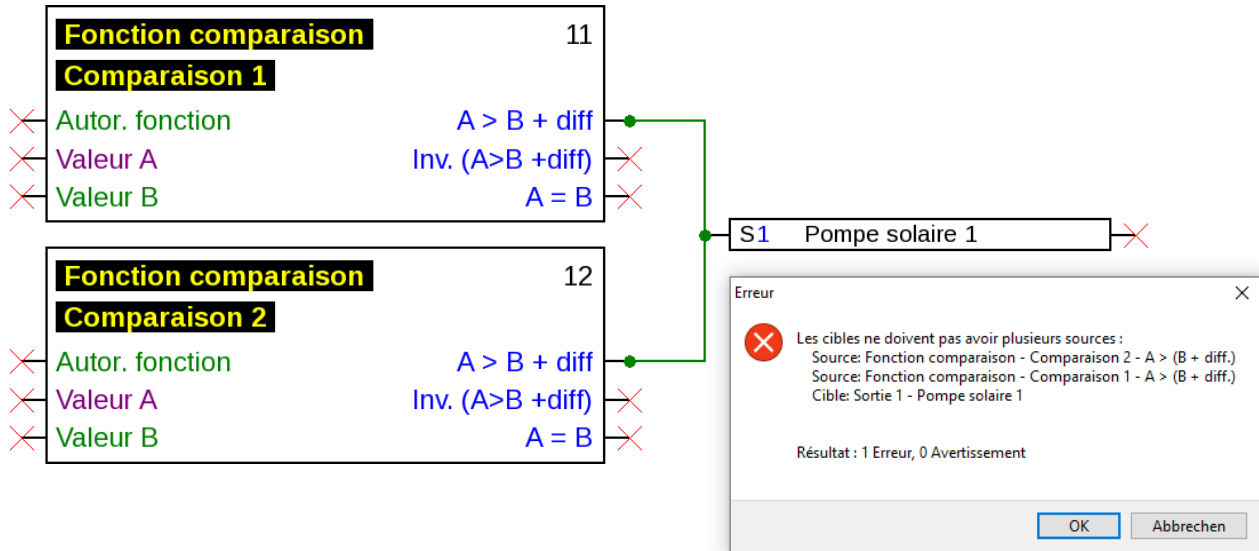 Fonction comparaison 11
Comparaison 1
Autor. fonction A > B + diff
Valeur A Inv. (A>B +diff)
Valeur B A = B
S1 Pompe solaire 1
Fonction comparaison 12
Comparaison 2
Autor. fonction A > B + diff
Valeur A Inv. (A>B +diff)
Valeur B A = B
Erreur
Les cibles ne doivent pas avoir plusieurs sources :
Source: Fonction comparaison - Comparaison 2 - A > (B + diff.)
Source: Fonction comparaison - Comparaison 1 - A > (B + diff.)
Cible: Sortie 1 - Pompe solaire 1
Résultat : 1 Erreur, 0 Avertissement
OK Abbrechen